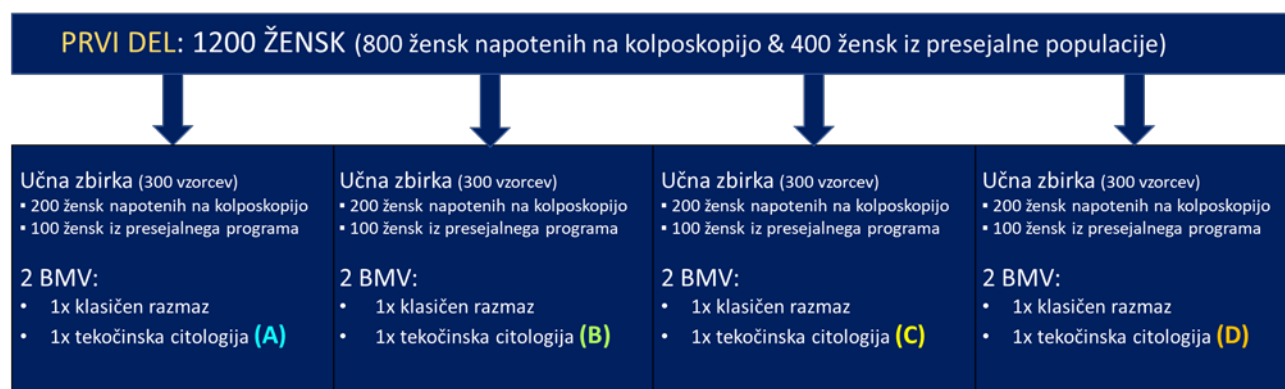 PRVI DEL: 1200 ŽENSK (800 žensk napotenih na kolposkopijo & 400 žensk iz presejalne populacije)
Učna zbirka (300 vzorcev)
▪ 200 žensk napotenih na kolposkopijo
▪ 100 žensk iz presejalnega programa
2 BMV:
• 1x klasičen razmaz
• 1x tekočinska citologija (A)
Učna zbirka (300 vzorcev)
▪ 200 žensk napotenih na kolposkopijo
▪ 100 žensk iz presejalnega programa
2 BMV:
• 1x klasičen razmaz
• 1x tekočinska citologija (B)
Učna zbirka (300 vzorcev)
▪ 200 žensk napotenih na kolposkopijo
▪ 100 žensk iz presejalnega programa
2 BMV:
• 1x klasičen razmaz
• 1x tekočinska citologija (C)
Učna zbirka (300 vzorcev)
▪ 200 žensk napotenih na kolposkopijo
▪ 100 žensk iz presejalnega programa
2 BMV:
• 1x klasičen razmaz
• 1x tekočinska citologija (D)